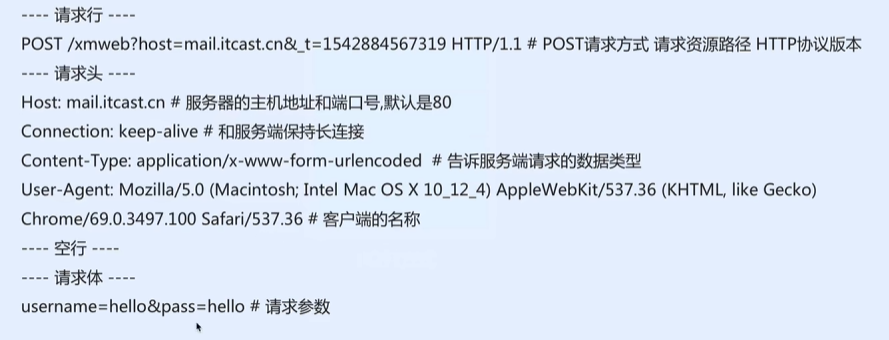 ---- 请求行 ----
POST /xmweb?host=mail.itcast.cn&_t=1542884567319 HTTP/1.1 # POST请求方式 请求资源路径 HTTP协议版本
---- 请求头 ----
Host: mail.itcast.cn # 服务器的主机地址和端口号,默认是80
Connection: keep-alive # 和服务端保持长连接
Content-Type: application/x-www-form-urlencoded  # 告诉服务端请求的数据类型
User-Agent: Mozilla/5.0 (Macintosh; Intel Mac OS X 10_12_4) AppleWebKit/537.36 (KHTML, like Gecko)
Chrome/69.0.3497.100 Safari/537.36 # 客户端的名称
---- 空行 ----
---- 请求体 ----
username=hello&pass=hello # 请求参数